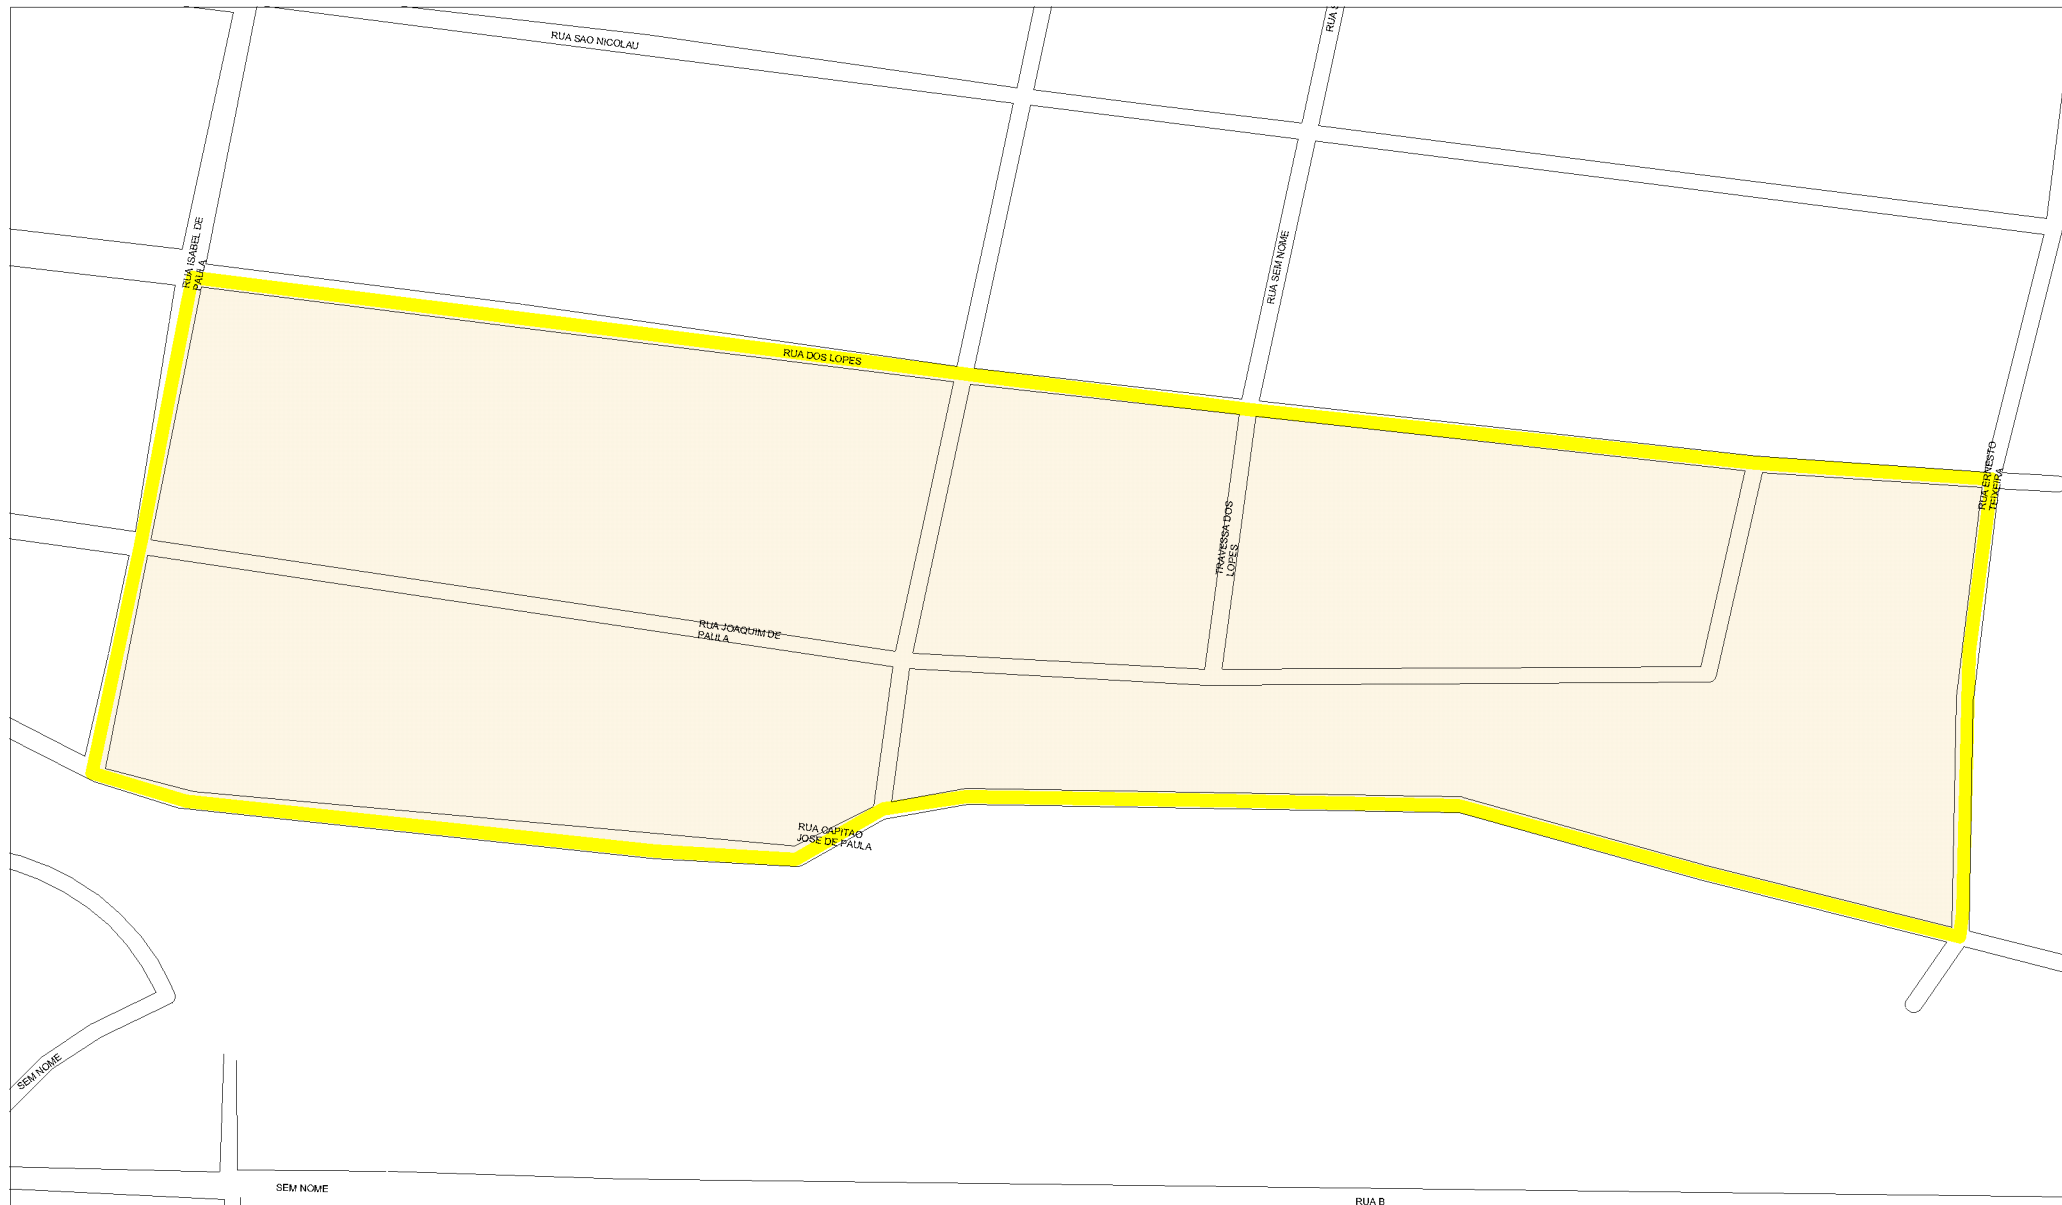 RUA S
RUA SAO NICOLAU
RUA ISABEL DE
PAULA
RUA SEM NOME
RUA DOS LOPES
RUA ERNESTO
TEIXEIRA
TRAVESSA DOS
LOPES
RUA JOAQUIM DE
PAULA
RUA CAPITAO
JOSE DE PAULA
SEM NOME
SEM NOME
RUA B